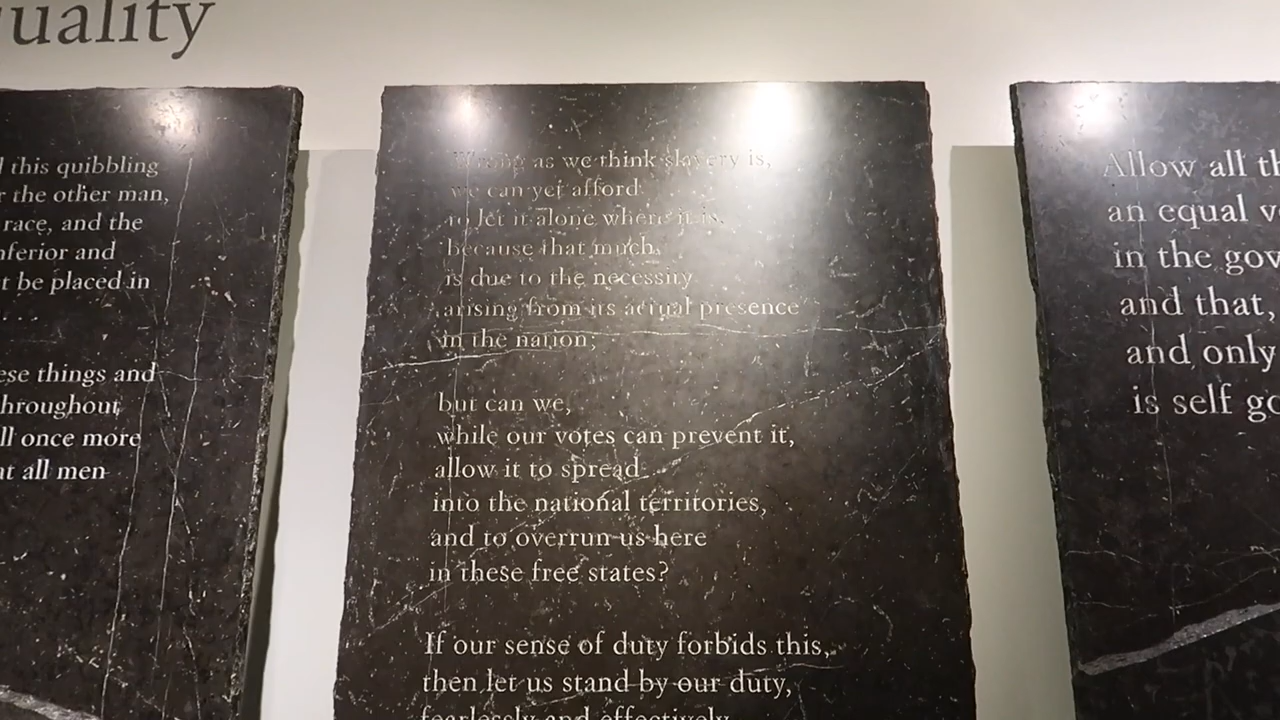 uality
l this quibbling
r the other man,
race, and the
nferior and
t be placed in
. . .
ese things and
hroughout
ll once more
t all men
Wrong as we think slavery is,
we can yet afford
to let it alone where it is,
because that much
is due to the necessity
arising from its actual presence
in the nation;
but can we,
while our votes can prevent it,
allow it to spread
into the national territories,
and to overrun us here
in these free states?
If our sense of duty forbids this,
then let us stand by our duty,
fearlessly and effectively
Allow all th
an equal v
in the gov
and that,
and only
is self go